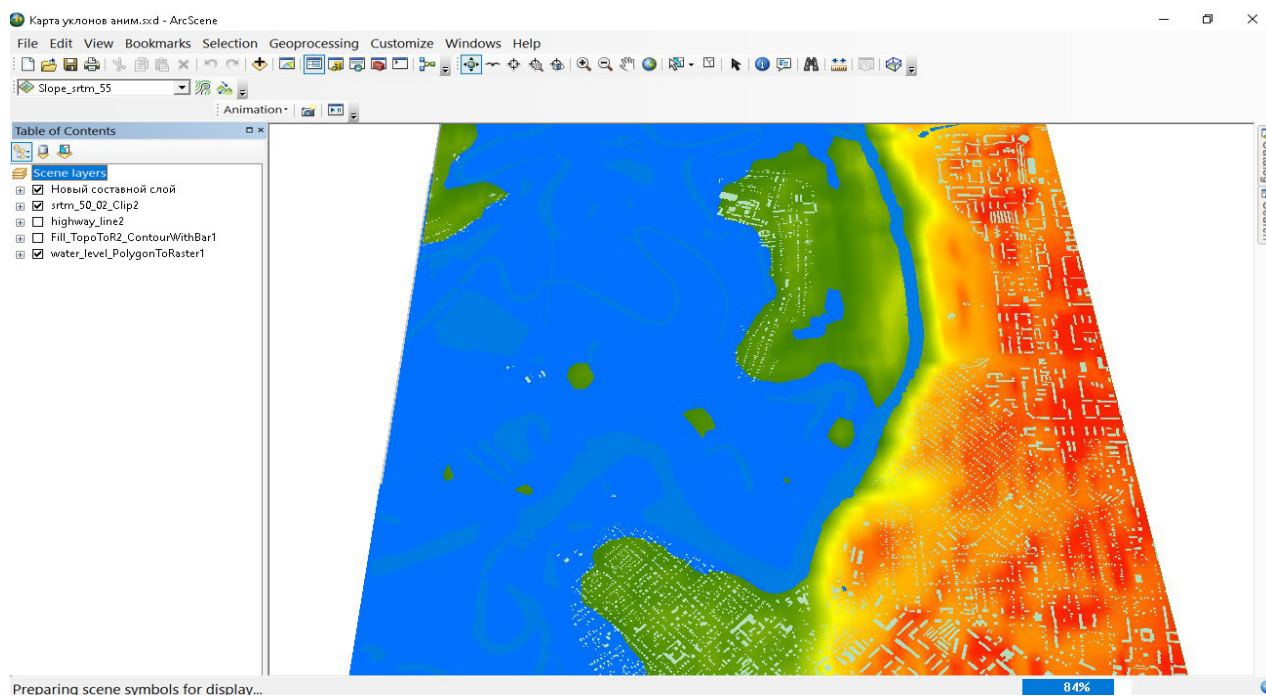 Карта уклонов аним.sxd - ArcScene
File Edit View Bookmarks Selection Geoprocessing Customize Windows Help
Slope_srtm_55
Animation
Table of Contents
Scene layers
Новый составной слой
srtm_50_02_Clip2
highway_line2
Fill_TopoToR2_ContourWithBar1
water_level_PolygonToRaster1
Preparing scene symbols for display...
84%